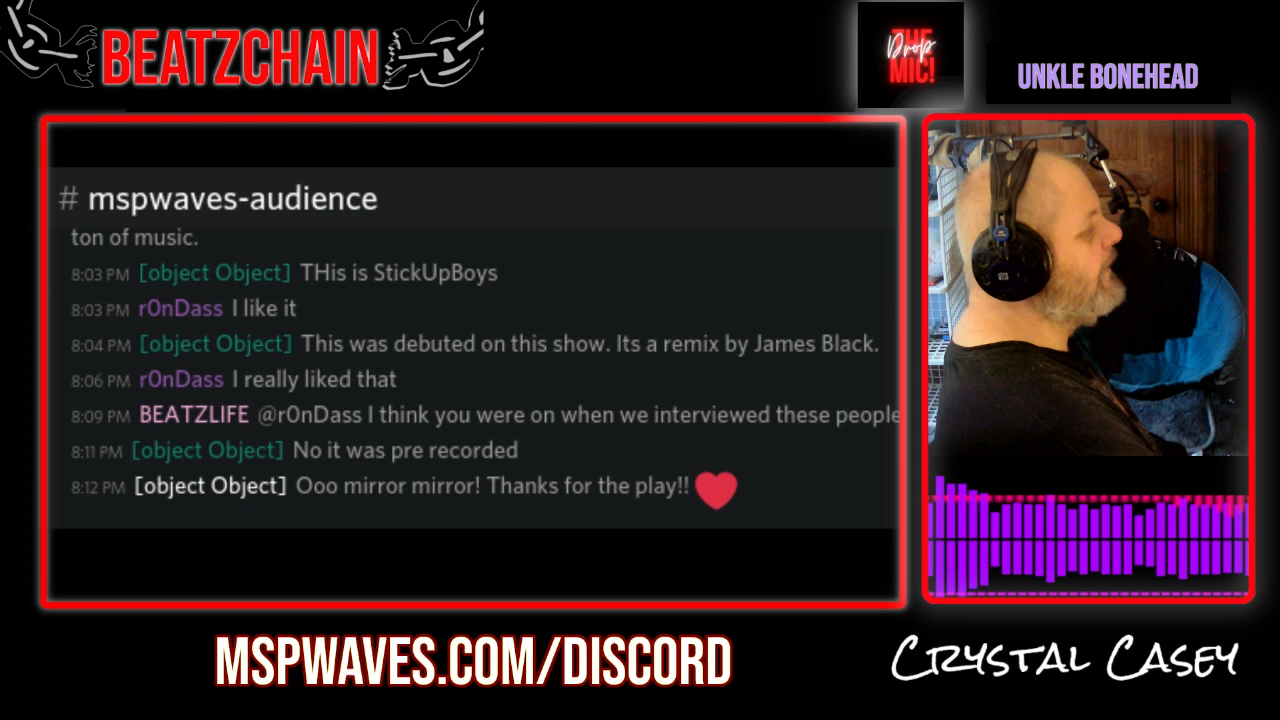 BEATZCHAIN
THE
Drop
MIC!
UNKLE BONEHEAD
# mspwaves-audience
ton of music.
8:03 PM [object Object] THis is StickUpBoys
8:03 PM r0nDass I like it
8:04 PM [object Object] This was debuted on this show. Its a remix by James Black.
8:06 PM r0nDass I really liked that
8:09 PM BEATZLIFE @r0nDass I think you were on when we interviewed these people
8:11 PM [object Object] No it was pre recorded
8:12 PM [object Object] Ooo mirror mirror! Thanks for the play!! ❤
MSPWAVES.COM/DISCORD
CRYSTAL CASEY